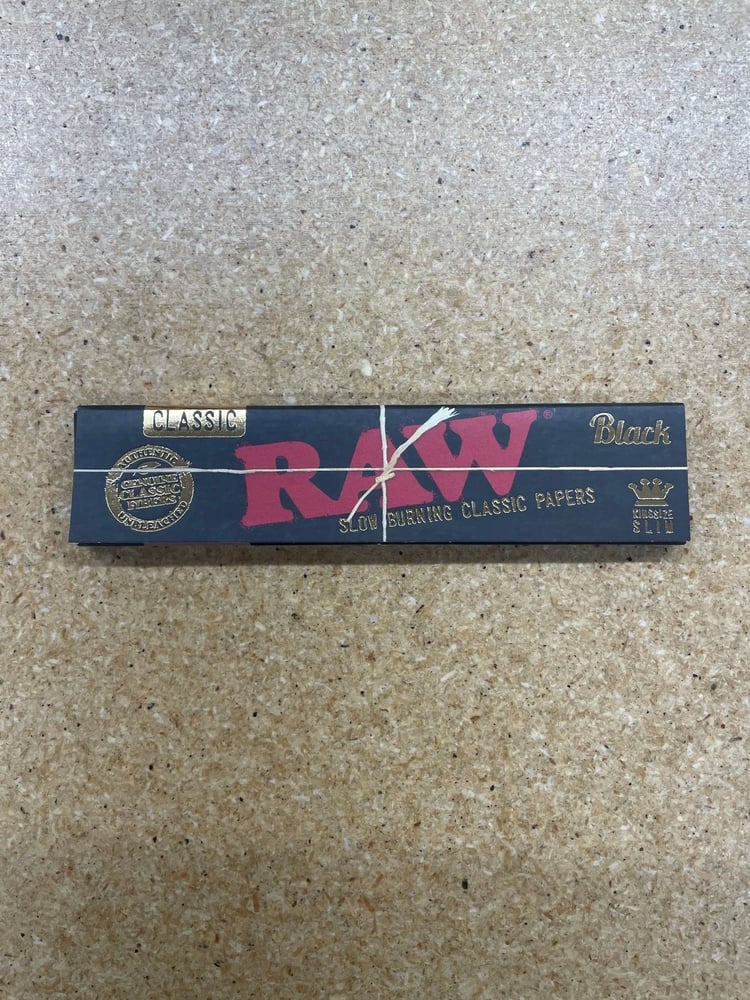 CLASSIC
AUTHENTIC
GENUINE
CLASSIC
FIBERS
UNBLEACHED
RAW®
SLOW BURNING CLASSIC PAPERS
Black
KINGSIZE
SLIM